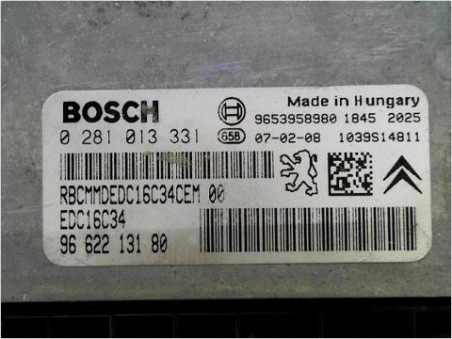 BOSCH
Made in Hungary
9653958980 1845 2025
0 281 013 331
65B
07-02-08 1039S14811
RBCMMDEDC16C34CEM 00
EDC16C34
96 622 131 80